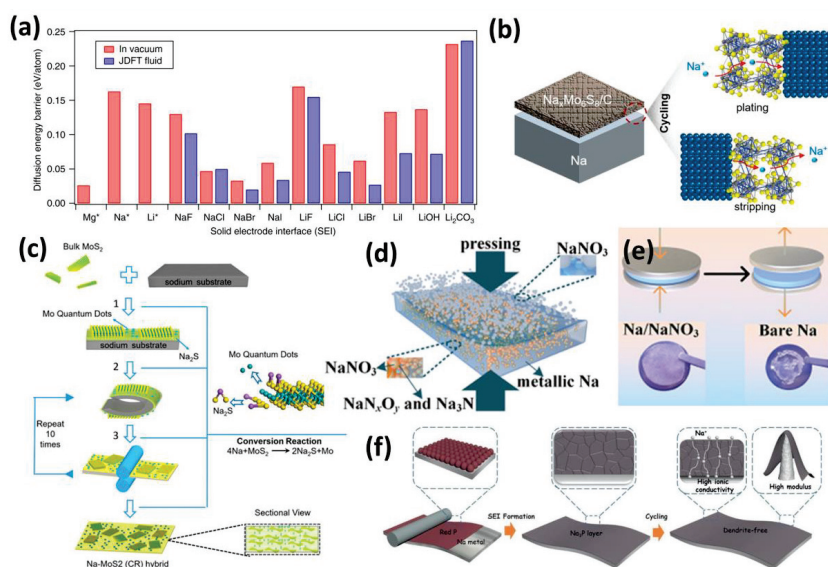 (a)
0.25
0.20
0.15
0.10
0.05
0.00
Diffusion energy barrier (eV/atom)
In vacuum
JDFT fluid
Mg* Na* Li* NaF NaCl NaBr NaI LiF LiCl LiBr LiI LiOH Li₂CO₃
Solid electrode interface (SEI)
(b)
NaₓMo₆S₈/C
Na
Cycling
Na⁺
plating
Na⁺
stripping
(c)
Bulk MoS₂
sodium substrate
1
Mo Quantum Dots
sodium substrate
Na₂S
2
Repeat
10
times
3
Mo Quantum Dots
Na₂S
Conversion Reaction
4Na+MoS₂ → 2Na₂S+Mo
Sectional View
Na-MoS2 (CR) hybrid
(d)
pressing
NaNO₃
NaNO₃
metallic Na
NaNₓOᵧ and Na₃N
(e)
Na/NaNO₃
Bare Na
(f)
Na⁺
High ionic
conductivity
High modulus
Red P
Na metal
SEI Formation
Na₃P layer
Cycling
Dendrite-free